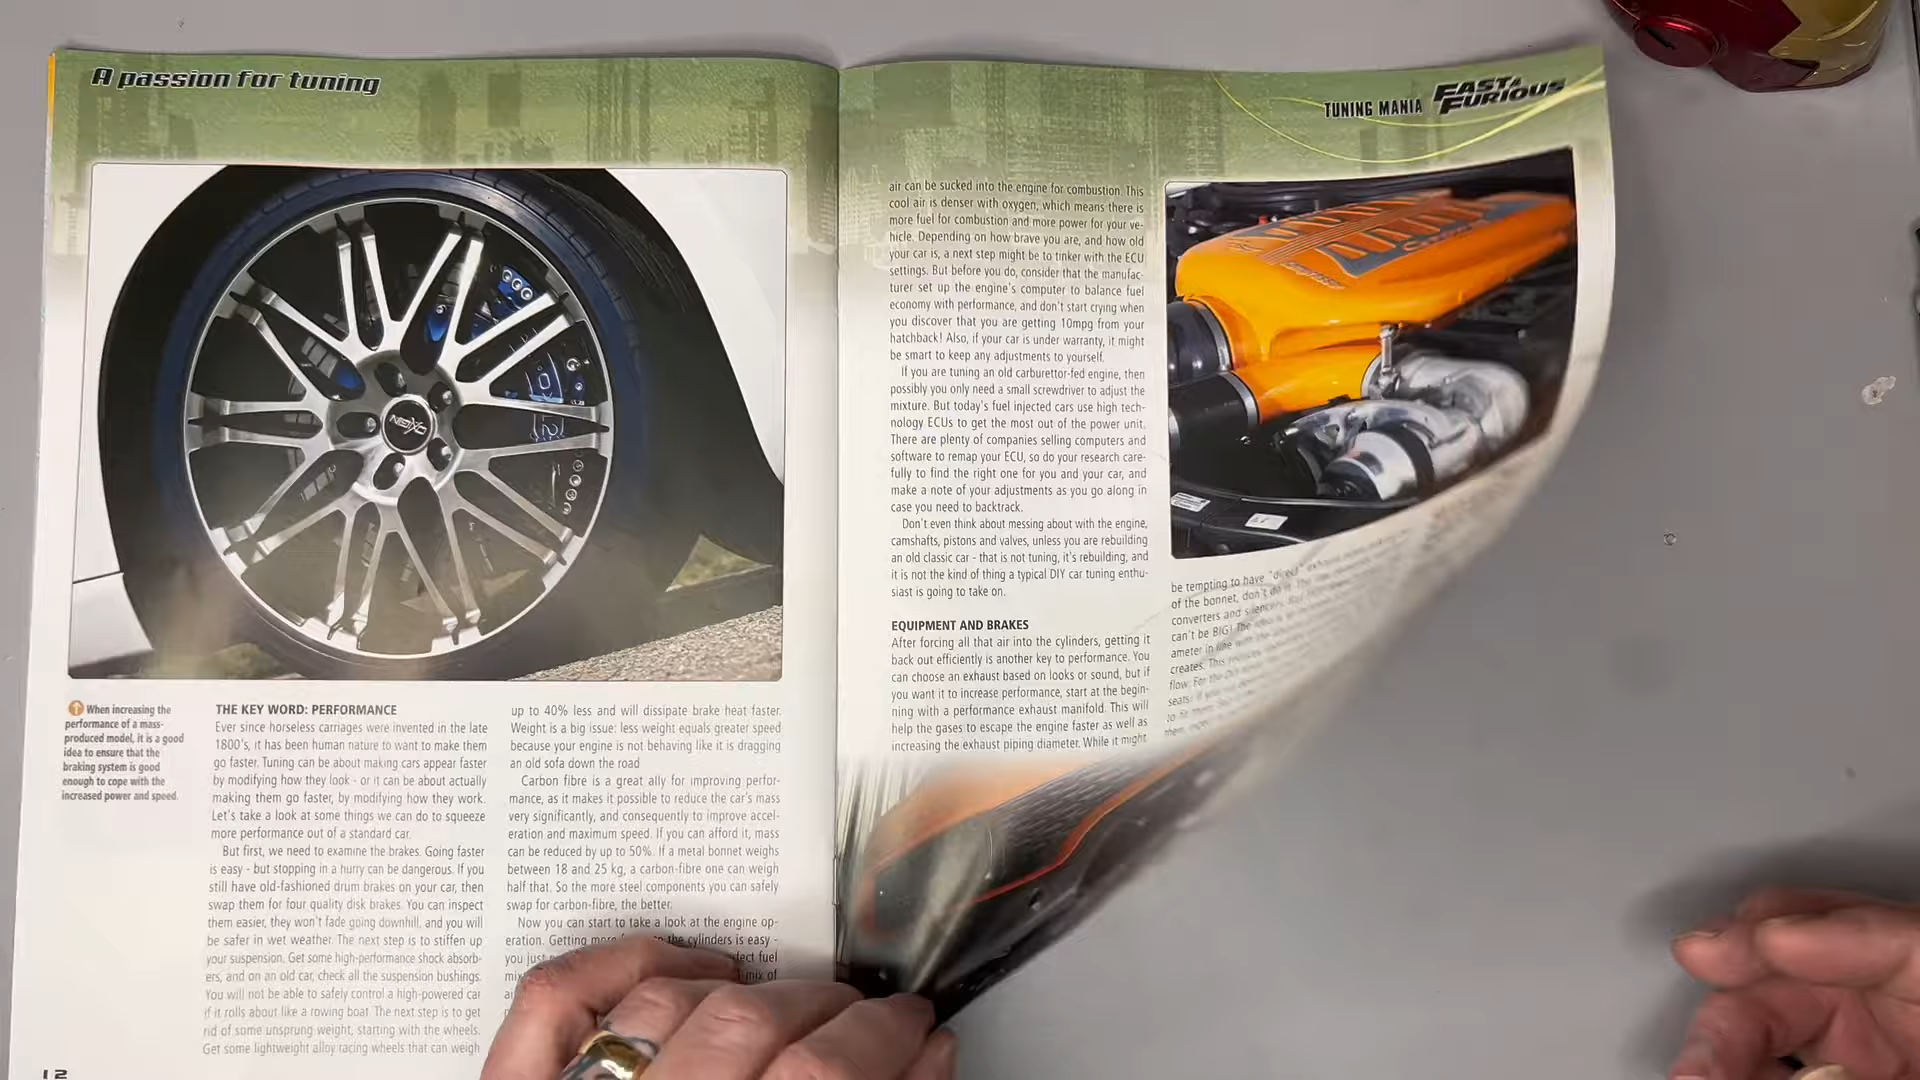 A passion for tuning
TUNING MANIA FAST & FURIOUS
When increasing the
performance of a mass-
produced model, it is a good
idea to ensure that the
braking system is good
enough to cope with the
increased power and speed.
THE KEY WORD: PERFORMANCE
Ever since horseless carriages were invented in the late
1800's, it has been human nature to want to make them
go faster. Tuning can be about making cars appear faster
by modifying how they look - or it can be about actually
making them go faster, by modifying how they work.
Let's take a look at some things we can do to squeeze
more performance out of a standard car.
But first, we need to examine the brakes. Going faster
is easy - but stopping in a hurry can be dangerous. If you
still have old-fashioned drum brakes on your car, then
swap them for four quality disk brakes. You can inspect
them easier, they won't fade going downhill, and you will
be safer in wet weather. The next step is to stiffen up
your suspension. Get some high-performance shock absorb-
ers, and on an old car, check all the suspension bushings.
You will not be able to safely control a high-powered car
if it rolls about like a rowing boat. The next step is to get
rid of some unsprung weight, starting with the wheels.
Get some lightweight alloy racing wheels that can weigh
12
up to 40% less and will dissipate brake heat faster.
Weight is a big issue: less weight equals greater speed
because your engine is not behaving like it is dragging
an old sofa down the road
Carbon fibre is a great ally for improving perfor-
mance, as it makes it possible to reduce the car's mass
very significantly, and consequently to improve accel-
eration and maximum speed. If you can afford it, mass
can be reduced by up to 50%. If a metal bonnet weighs
between 18 and 25 kg, a carbon-fibre one can weigh
half that. So the more steel components you can safely
swap for carbon-fibre, the better.
Now you can start to take a look at the engine op-
eration. Getting more the cylinders is easy -
you just fuel
mix of
air can be sucked into the engine for combustion. This
cool air is denser with oxygen, which means there is
more fuel for combustion and more power for your ve-
hicle. Depending on how brave you are, and how old
your car is, a next step might be to tinker with the ECU
settings. But before you do, consider that the manufac-
turer set up the engine's computer to balance fuel
economy with performance, and don't start crying when
you discover that you are getting 10mpg from your
hatchback! Also, if your car is under warranty, it might
be smart to keep any adjustments to yourself.
If you are tuning an old carburettor-fed engine, then
possibly you only need a small screwdriver to adjust the
mixture. But today's fuel injected cars use high tech-
nology ECUs to get the most out of the power unit.
There are plenty of companies selling computers and
software to remap your ECU, so do your research care-
fully to find the right one for you and your car, and
make a note of your adjustments as you go along in
case you need to backtrack.
Don't even think about messing about with the engine,
camshafts, pistons and valves, unless you are rebuilding
an old classic car - that is not tuning, it's rebuilding, and
it is not the kind of thing a typical DIY car tuning enthu-
siast is going to take on.
EQUIPMENT AND BRAKES
After forcing all that air into the cylinders, getting it
back out efficiently is another key to performance. You
can choose an exhaust based on looks or sound, but if
you want it to increase performance, start at the begin-
ning with a performance exhaust manifold. This will
help the gases to escape the engine faster as well as
increasing the exhaust piping diameter. While it might
be tempting to have "direct"
of the bonnet, don't do it. The
converters and silencers.
can't be BIG! The
ameter in line with the
creates. This
flow. For the
seats.
to fit